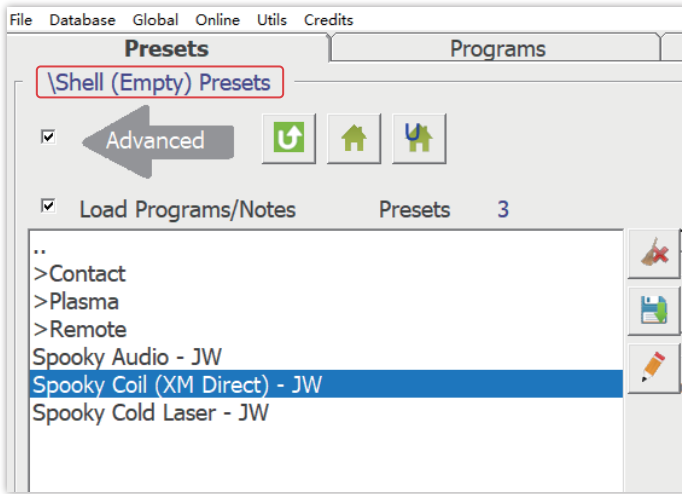 File Database Global Online Utils Credits
Presets Programs
\Shell (Empty) Presets
Advanced
U
Load Programs/Notes Presets 3
..
>Contact
>Plasma
>Remote
Spooky Audio - JW
Spooky Coil (XM Direct) - JW
Spooky Cold Laser - JW